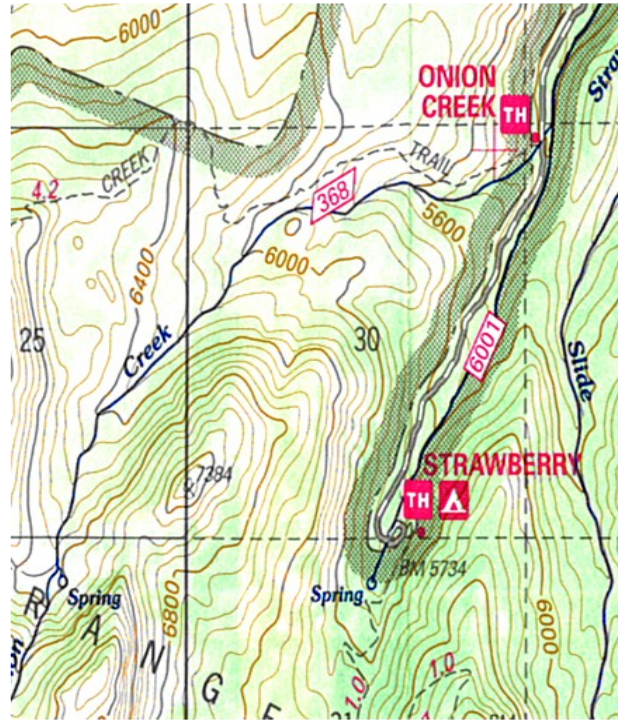 6000
ONION
CREEK
TH
4.2
CREEK
TRAIL
368
5600
6000
6400
25
Creek
30
6001
Slide
STRAWBERRY
TH
7384
BM 5734
Spring
Spring
6800
6000
R A N G E
1.0
1.0